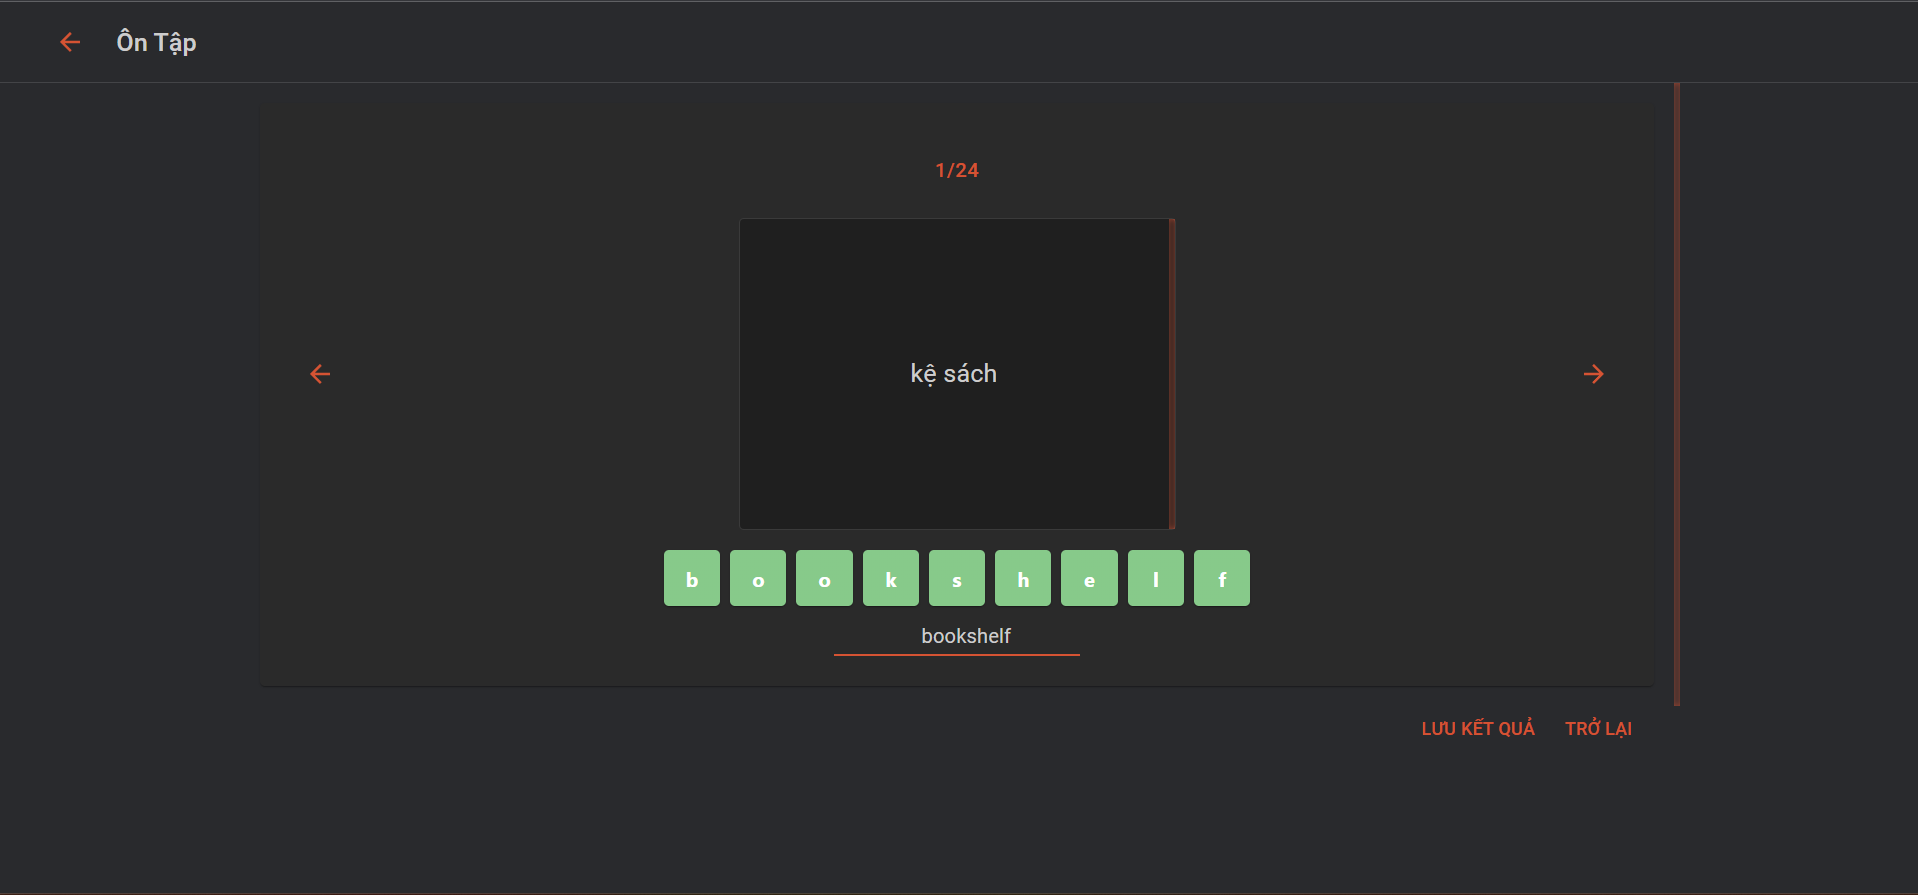 Ôn Tập
1/24
kệ sách
b o o k s h e l f
bookshelf
LƯU KẾT QUẢ TRỞ LẠI